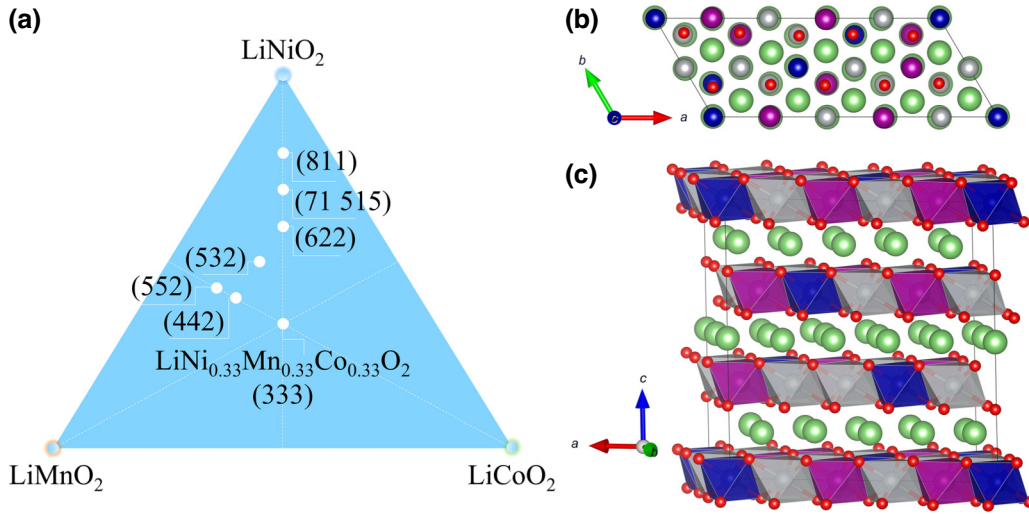 (a)
LiNiO₂
(811)
(71 515)
(622)
(532)
(552)
(442)
LiNi₀.₃₃Mn₀.₃₃Co₀.₃₃O₂
(333)
LiMnO₂
LiCoO₂
(b)
b
c
a
(c)
c
a
b